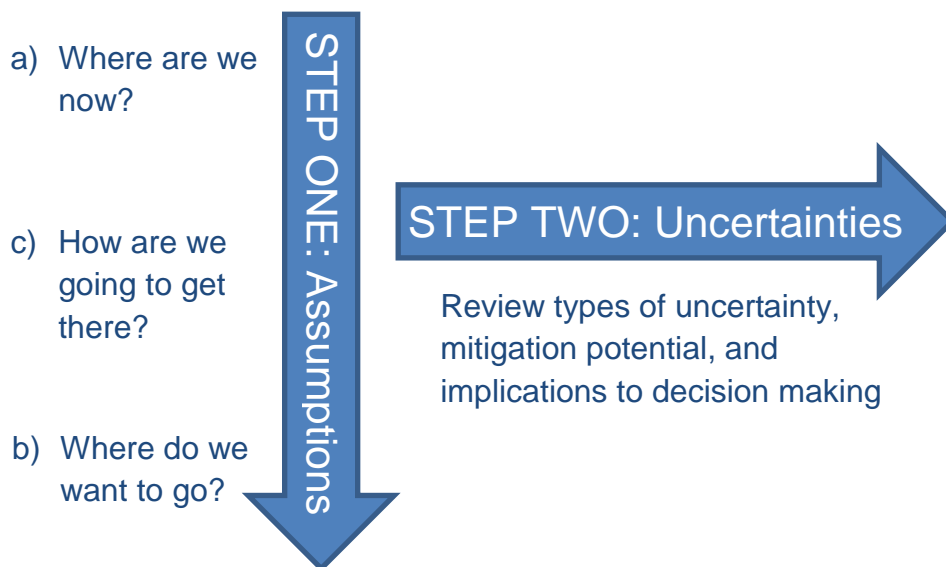 a) Where are we
now?
c) How are we
going to get
there?
b) Where do we
want to go?
STEP ONE: Assumptions
STEP TWO: Uncertainties
Review types of uncertainty,
mitigation potential, and
implications to decision making